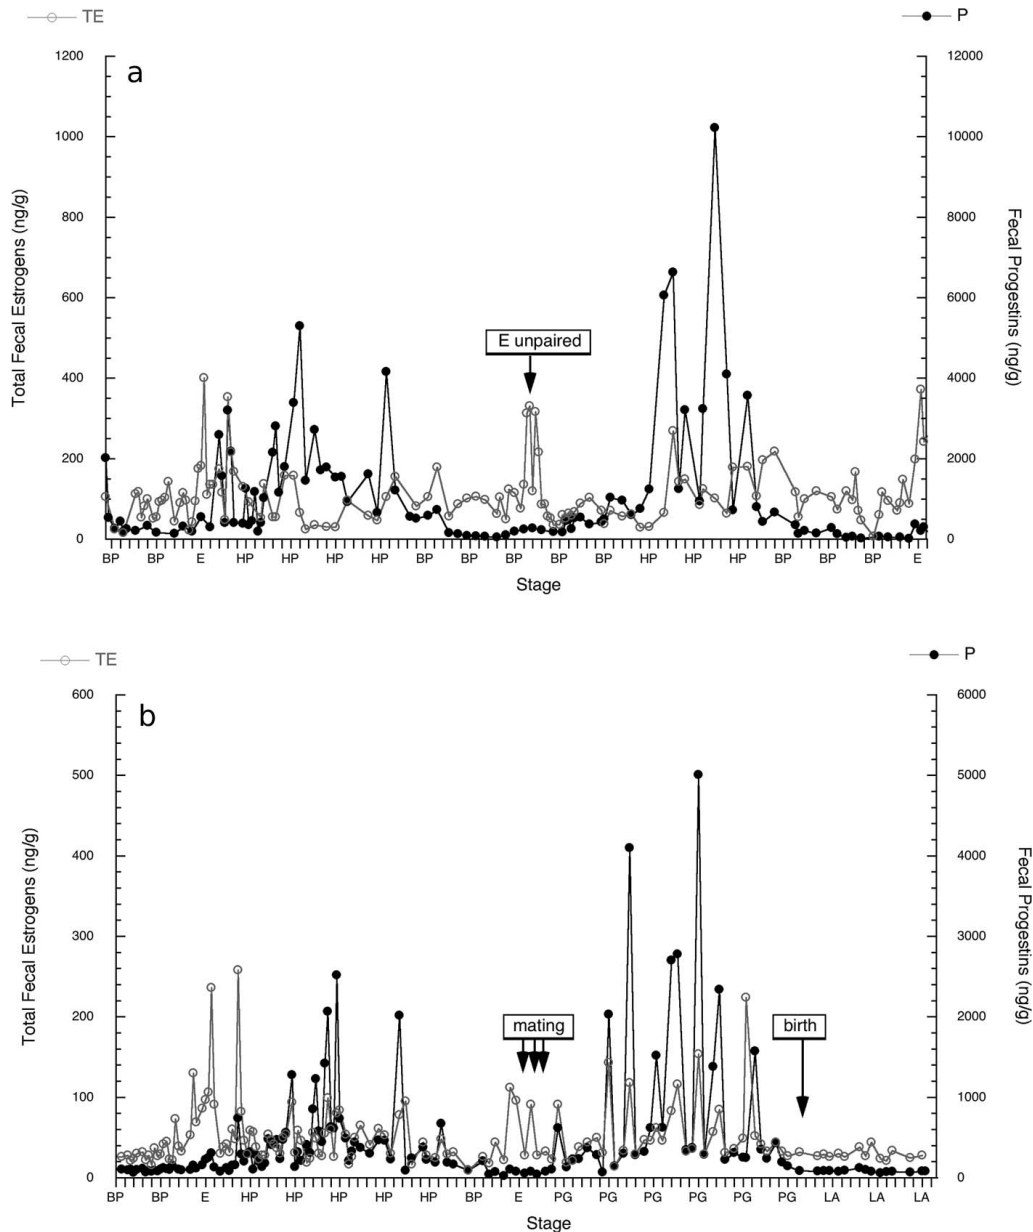 TE
P
a
Total Fecal Estrogens (ng/g)
Fecal Progestins (ng/g)
1200
1000
800
600
400
200
0
12000
10000
8000
6000
4000
2000
0
E unpaired
BP BP E HP HP HP HP BP BP BP BP BP HP HP HP BP BP BP E
Stage
TE
P
b
Total Fecal Estrogens (ng/g)
Fecal Progestins (ng/g)
600
500
400
300
200
100
0
6000
5000
4000
3000
2000
1000
0
mating
birth
BP BP E HP HP HP HP HP BP E PG PG PG PG PG PG LA LA LA
Stage